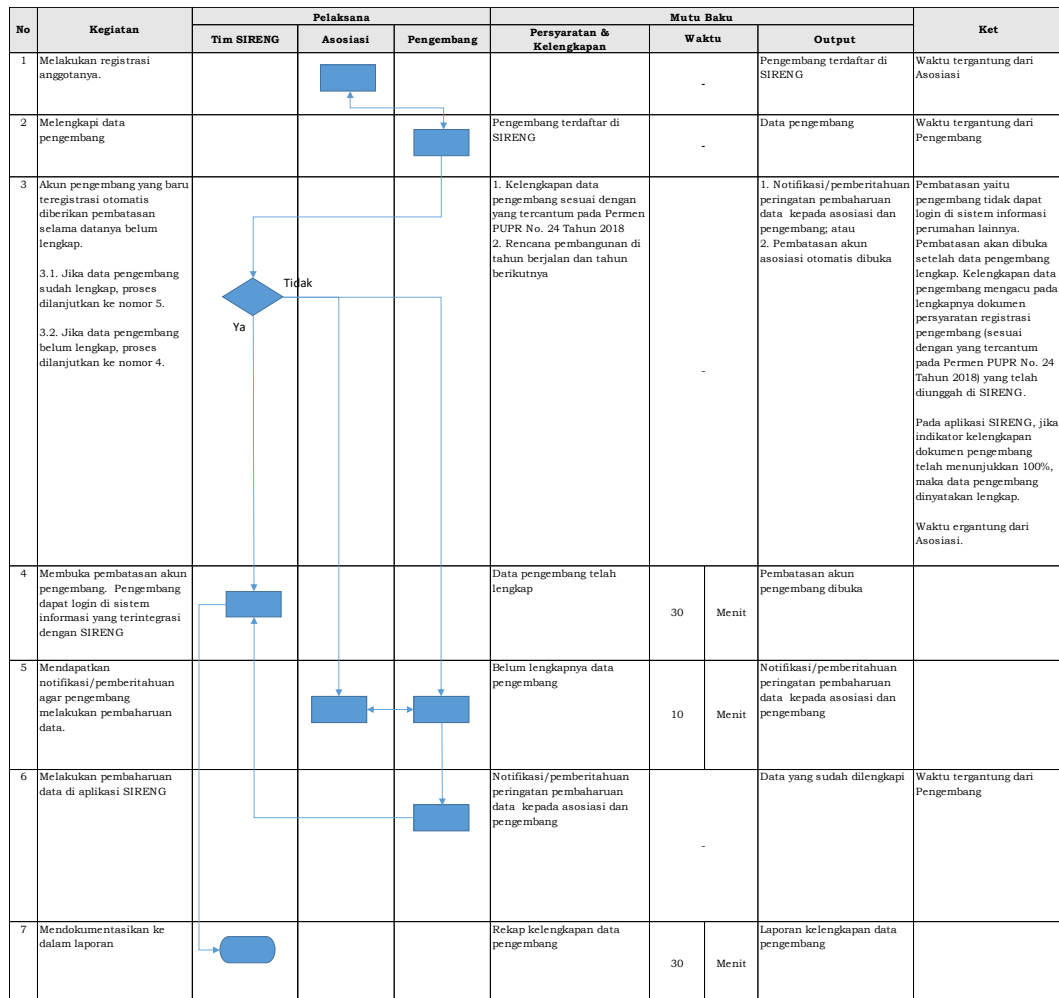 No
Kegiatan
Pelaksana
Mutu Baku
Ket
Tim SIRENG
Asosiasi
Pengembang
Persyaratan &
Kelengkapan
Waktu
Output
1
Melakukan registrasi
anggotanya.
-
Pengembang terdaftar di
SIRENG
Waktu tergantung dari
Asosiasi
2
Melengkapi data
pengembang
Pengembang terdaftar di
SIRENG
-
Data pengembang
Waktu tergantung dari
Pengembang
3
Akun pengembang yang baru
teregistrasi otomatis
diberikan pembatasan
selama datanya belum
lengkap.
3.1. Jika data pengembang
sudah lengkap, proses
dilanjutkan ke nomor 5.
3.2. Jika data pengembang
belum lengkap, proses
dilanjutkan ke nomor 4.
Tidak
Ya
1. Kelengkapan data
pengembang sesuai dengan
yang tercantum pada Permen
PUPR No. 24 Tahun 2018
2. Rencana pembangunan di
tahun berjalan dan tahun
berikutnya
-
1. Notifikasi/pemberitahuan
peringatan pembaharuan
data kepada asosiasi dan
pengembang; atau
2. Pembatasan akun
asosiasi otomatis dibuka
Pembatasan yaitu
pengembang tidak dapat
login di sistem informasi
perumahan lainnya.
Pembatasan akan dibuka
setelah data pengembang
lengkap. Kelengkapan data
pengembang mengacu pada
lengkapnya dokumen
persyaratan registrasi
pengembang (sesuai
dengan yang tercantum
pada Permen PUPR No. 24
Tahun 2018) yang telah
diunggah di SIRENG.
Pada aplikasi SIRENG, jika
indikator kelengkapan
dokumen pengembang
telah menunjukkan 100%,
maka data pengembang
dinyatakan lengkap.
Waktu ergantung dari
Asosiasi.
4
Membuka pembatasan akun
pengembang. Pengembang
dapat login di sistem
informasi yang terintegrasi
dengan SIRENG
Data pengembang telah
lengkap
30
Menit
Pembatasan akun
pengembang dibuka
5
Mendapatkan
notifikasi/pemberitahuan
agar pengembang
melakukan pembaharuan
data.
Belum lengkapnya data
pengembang
10
Menit
Notifikasi/pemberitahuan
peringatan pembaharuan
data kepada asosiasi dan
pengembang
6
Melakukan pembaharuan
data di aplikasi SIRENG
Notifikasi/pemberitahuan
peringatan pembaharuan
data kepada asosiasi dan
pengembang
-
Data yang sudah dilengkapi
Waktu tergantung dari
Pengembang
7
Mendokumentasikan ke
dalam laporan
Rekap kelengkapan data
pengembang
30
Menit
Laporan kelengkapan data
pengembang